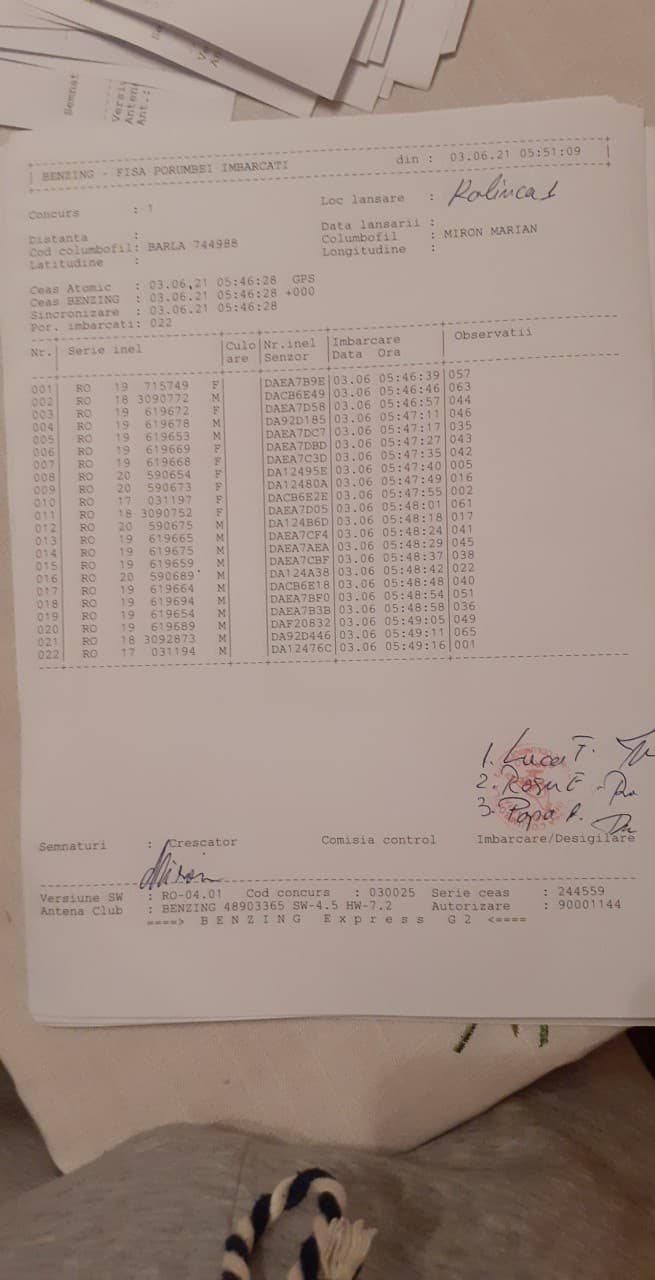 BENZING - FISA PORUMBEI IMBARCATI din : 03.06.21 05:51:09
Concurs : 1 Loc lansare :
Distanta : Data lansarii :
Cod columbofil: BARLA 744988 Columbofil : MIRON MARIAN
Latitudine : Longitudine :
Ceas Atomic : 03.06.21 05:46:28 GPS
Ceas BENZING : 03.06.21 05:46:28 +000
Sincronizare : 03.06.21 05:46:28
Por. imbarcati: 022
Nr. Serie inel Culo Nr.inel Imbarcare Observatii
are Senzor Data Ora
001 RO 19 715749 F DAEA7B9E 03.06 05:46:39 057
002 RO 18 3090772 M DACB6E49 03.06 05:46:46 063
003 RO 19 619672 F DAEA7D58 03.06 05:46:57 044
004 RO 19 619678 M DA92D185 03.06 05:47:11 046
005 RO 19 619653 M DAEA7DC7 03.06 05:47:17 035
006 RO 19 619669 F DAEA7DBD 03.06 05:47:27 043
007 RO 19 619668 F DAEA7C3D 03.06 05:47:35 042
008 RO 20 590654 F DA12495E 03.06 05:47:40 005
009 RO 20 590673 F DA12480A 03.06 05:47:49 016
010 RO 17 031197 F DACB6E2E 03.06 05:47:55 002
011 RO 18 3090752 F DAEA7D05 03.06 05:48:01 061
012 RO 20 590675 M DA124B6D 03.06 05:48:18 017
013 RO 19 619665 M DAEA7CF4 03.06 05:48:24 041
014 RO 19 619675 M DAEA7AEA 03.06 05:48:29 045
015 RO 19 619659 M DAEA7CBF 03.06 05:48:37 038
016 RO 20 590689 M DA124A38 03.06 05:48:42 022
017 RO 19 619664 M DACB6E18 03.06 05:48:48 040
018 RO 19 619694 M DAEA7BF0 03.06 05:48:54 051
019 RO 19 619654 M DAEA7B3B 03.06 05:48:58 036
020 RO 19 619689 M DAF20832 03.06 05:49:05 049
021 RO 18 3092873 M DA92D446 03.06 05:49:11 065
022 RO 17 031194 M DA12476C 03.06 05:49:16 001
1. Luca T.
2. Rosu E
3. Papa A.
Semnaturi : Crescator Comisia control Imbarcare/Desigilare
Miron
Versiune SW : RO-04.01 Cod concurs : 030025 Serie ceas : 244559
Antena Club : BENZING 48903365 SW-4.5 HW-7.2 Autorizare : 90001144
====> B E N Z I N G E x p r e s s G 2 <====